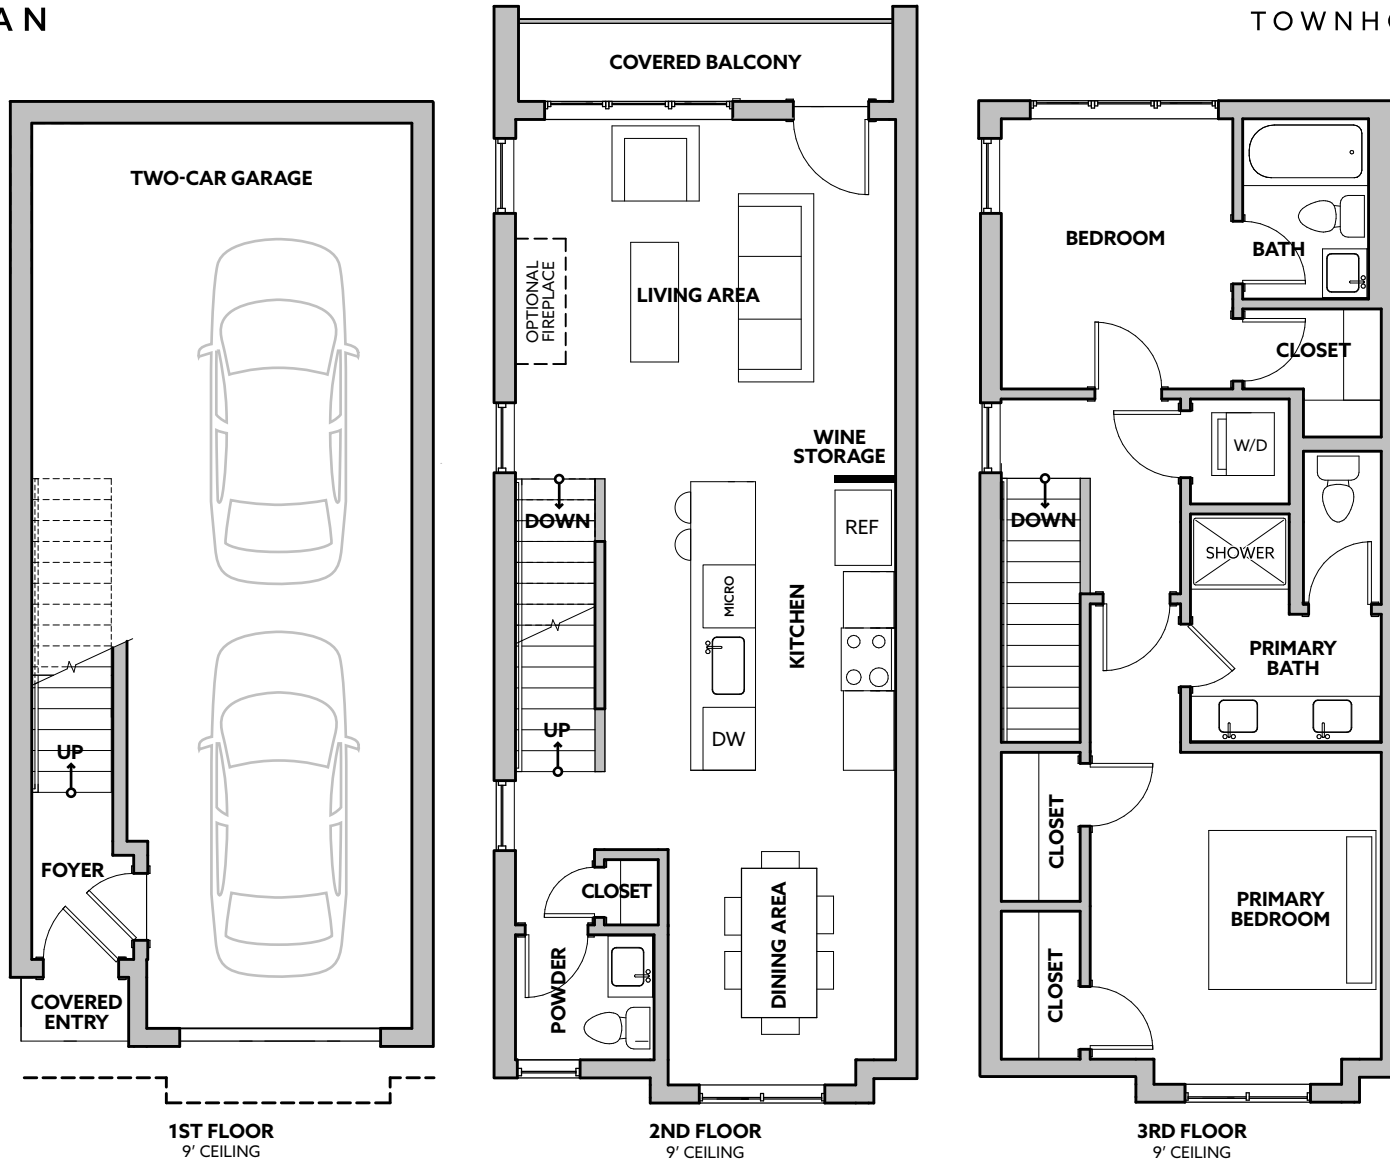 AN
TOWNHO
TWO-CAR GARAGE
UP
FOYER
COVERED
ENTRY
1ST FLOOR
9' CEILING
COVERED BALCONY
OPTIONAL
FIREPLACE
LIVING AREA
WINE
STORAGE
DOWN
REF
MICRO
KITCHEN
UP
DW
CLOSET
DINING AREA
POWDER
2ND FLOOR
9' CEILING
BEDROOM
BATH
CLOSET
W/D
DOWN
SHOWER
PRIMARY
BATH
CLOSET
PRIMARY
BEDROOM
CLOSET
3RD FLOOR
9' CEILING